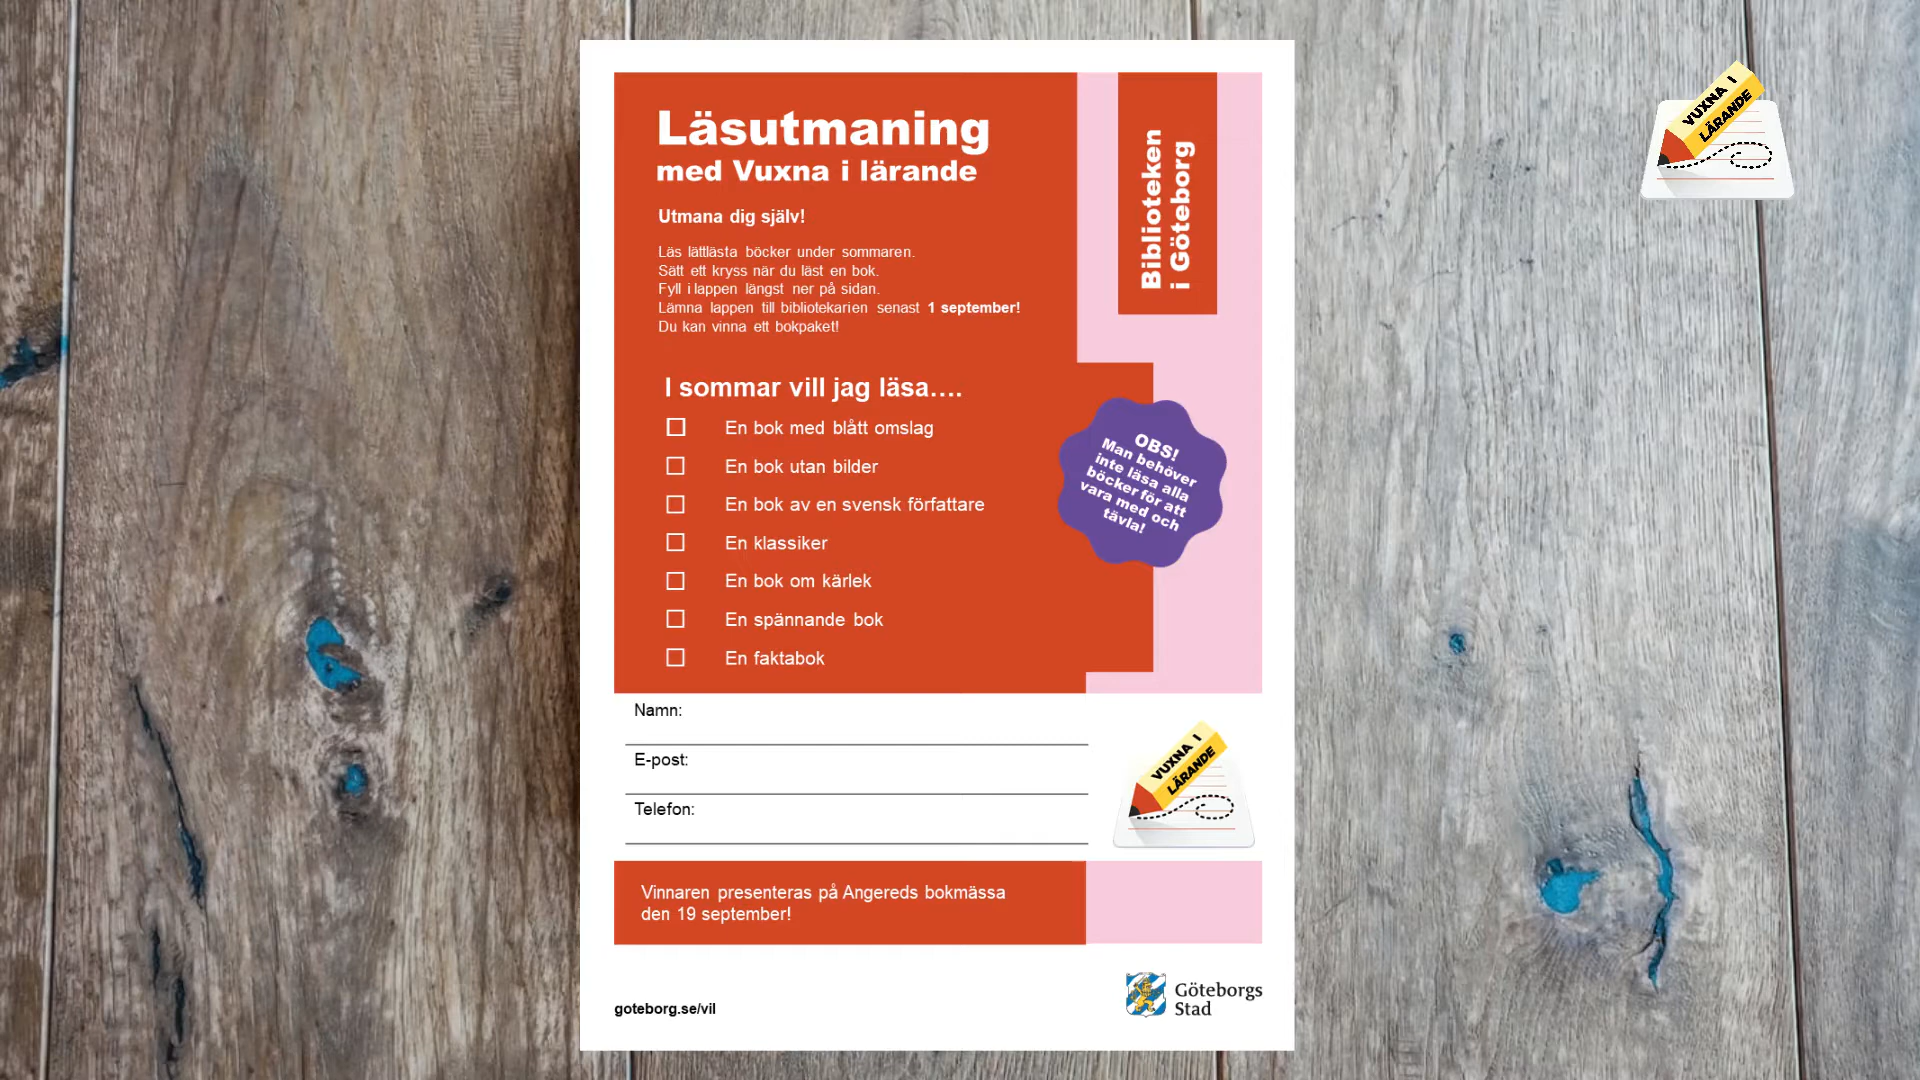 Läsutmaning
med Vuxna i lärande
Utmana dig själv!
Läs lättlästa böcker under sommaren.
Sätt ett kryss när du läst en bok.
Fyll i lappen längst ner på sidan.
Lämna lappen till bibliotekarien senast 1 september!
Du kan vinna ett bokpaket!
Biblioteken
i Göteborg
I sommar vill jag läsa....
En bok med blått omslag
En bok utan bilder
En bok av en svensk författare
En klassiker
En bok om kärlek
En spännande bok
En faktabok
OBS!
Man behöver
inte läsa alla
böcker för att
vara med och
tävla!
Namn:
E-post:
Telefon:
VUXNA I
LÄRANDE
Vinnaren presenteras på Angereds bokmässa
den 19 september!
goteborg.se/vil
Göteborgs
Stad
VUXNA I
LÄRANDE